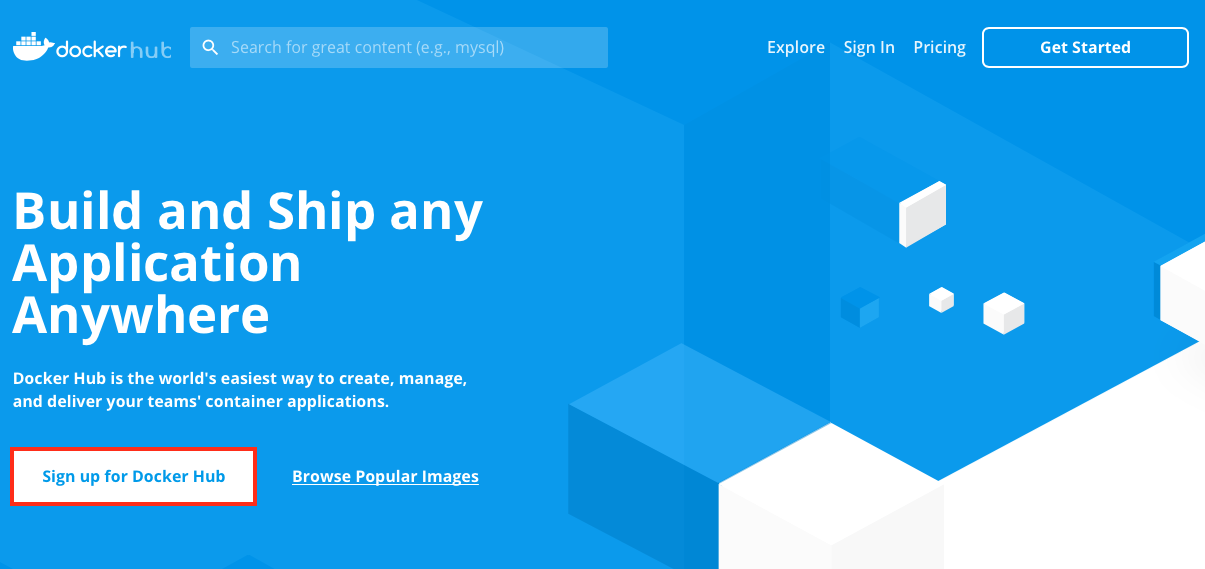 docker hub
Search for great content (e.g., mysql)
Explore
Sign In
Pricing
Get Started
Build and Ship any
Application
Anywhere
Docker Hub is the world's easiest way to create, manage,
and deliver your teams' container applications.
Sign up for Docker Hub
Browse Popular Images